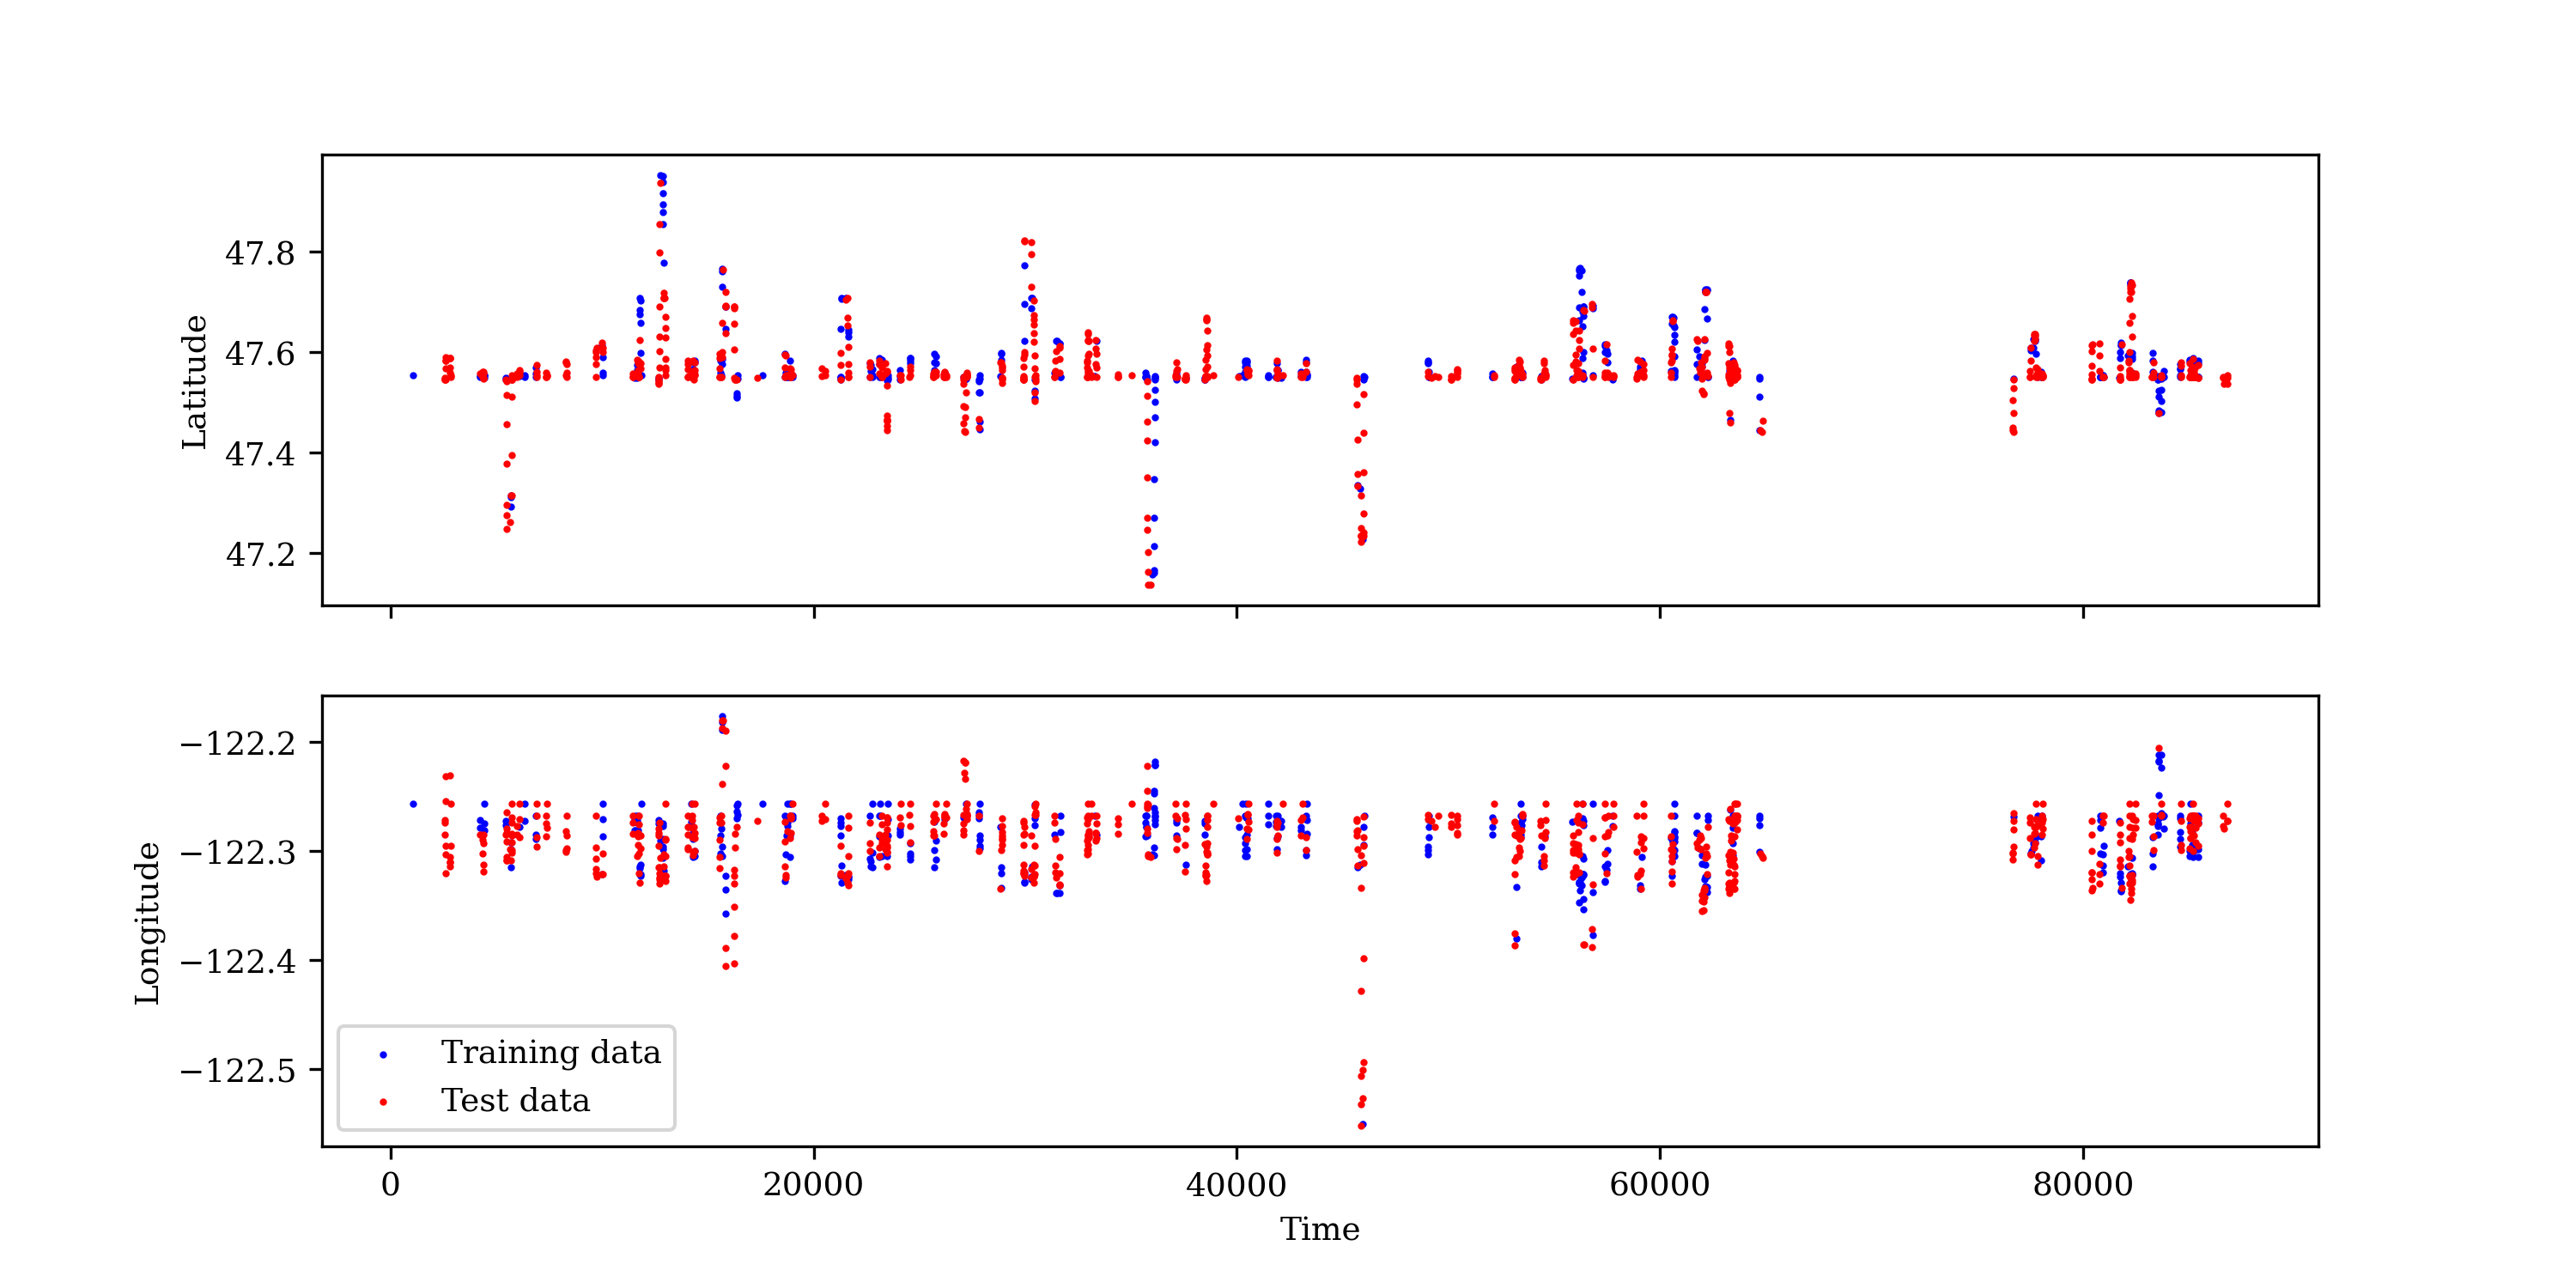 Latitude
47.8
47.6
47.4
47.2
Longitude
−122.2
−122.3
−122.4
−122.5
Training data
Test data
0 20000 40000 60000 80000
Time